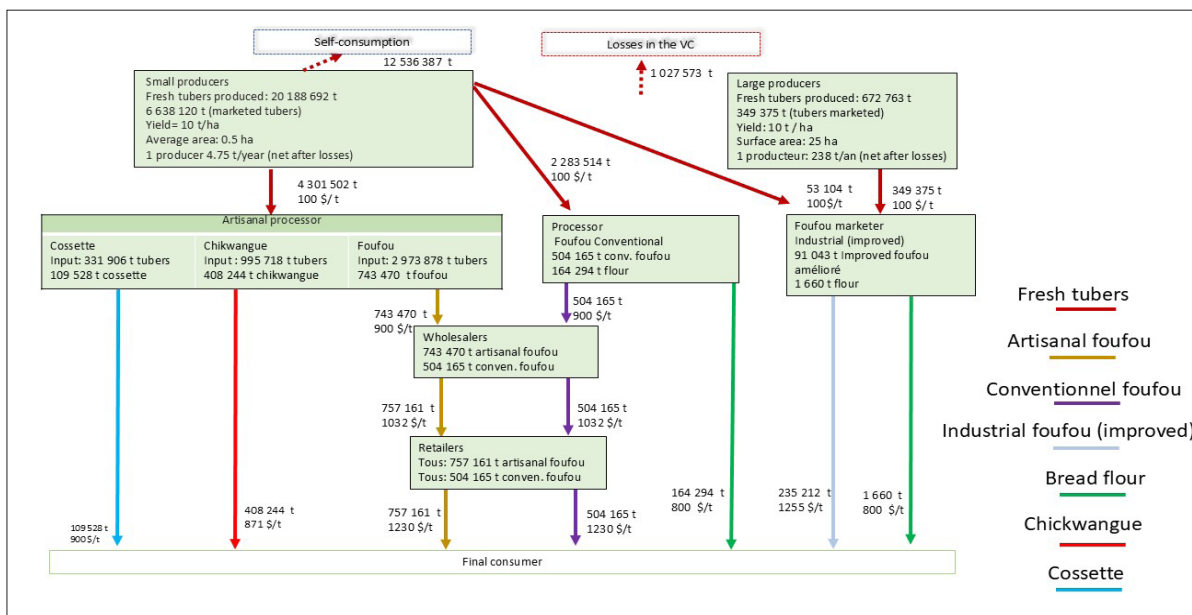 Self-consumption
Losses in the VC
12 536 387 t
1 027 573 t
Small producers
Fresh tubers produced: 20 188 692 t
6 638 120 t (marketed tubers)
Yield= 10 t/ha
Average area: 0.5 ha
1 producer 4.75 t/year (net after losses)
Large producers
Fresh tubers produced: 672 763 t
349 375 t (tubers marketed)
Yield: 10 t / ha
Surface area: 25 ha
1 producteur: 238 t/an (net after losses)
4 301 502 t
100 $/ t
2 283 514 t
100 $/ t
53 104 t
100$/ t
349 375 t
100 $/ t
Artisanal processor
Cossette
Input: 331 906 t tubers
109 528 t cossette
Chikwangue
Input: 995 718 t tubers
408 244 t chikwangue
Foufou
Input: 2 973 878 t tubers
743 470 t foufou
Processor
Foufou Conventional
504 165 t conv. foufou
164 294 t flour
Foufou marketer
Industrial (improved)
91 043 t Improved foufou
amélioré
1 660 t flour
743 470 t
900 $/t
504 165 t
900 $/t
Wholesalers
743 470 t artisanal foufou
504 165 t conven. foufou
757 161 t
1032 $/t
504 165 t
1032 $/t
Retailers
Tous: 757 161 t artisanal foufou
Tous: 504 165 t conven. foufou
109 528 t
900 $/t
408 244 t
871 $/t
757 161 t
1230 $/t
504 165 t
1230 $/t
164 294 t
800 $/t
235 212 t
1255 $/t
1 660 t
800 $/t
Final consumer
Fresh tubers
Artisanal foufou
Conventionnel foufou
Industrial foufou (improved)
Bread flour
Chickwangue
Cossette